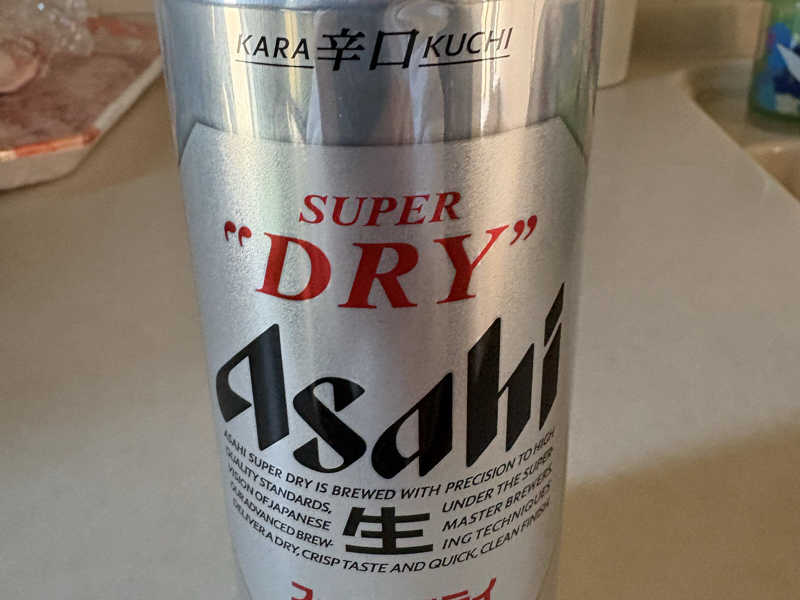 KARA 辛口 KUCHI
SUPER
"DRY"
Asahi
ASAHI SUPER DRY IS BREWED WITH PRECISION TO HIGH
QUALITY STANDARDS, UNDER THE SUPER-
VISION OF JAPANESE MASTER BREWERS.
OUR ADVANCED BREW- ING TECHNIQUES
生
DELIVER A DRY, CRISP TASTE AND QUICK, CLEAN FINISH.